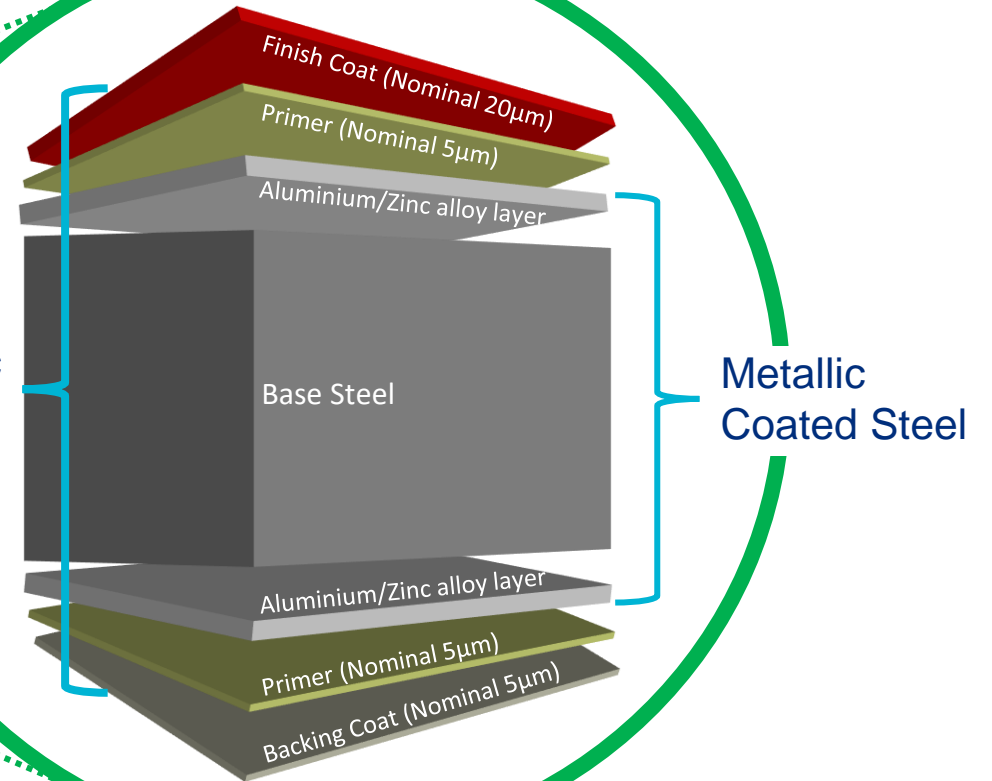 Finish Coat (Nominal 20µm)
Primer (Nominal 5µm)
Aluminium/Zinc alloy layer
Base Steel
Metallic
Coated Steel
Aluminium/Zinc alloy layer
Primer (Nominal 5µm)
Backing Coat (Nominal 5µm)